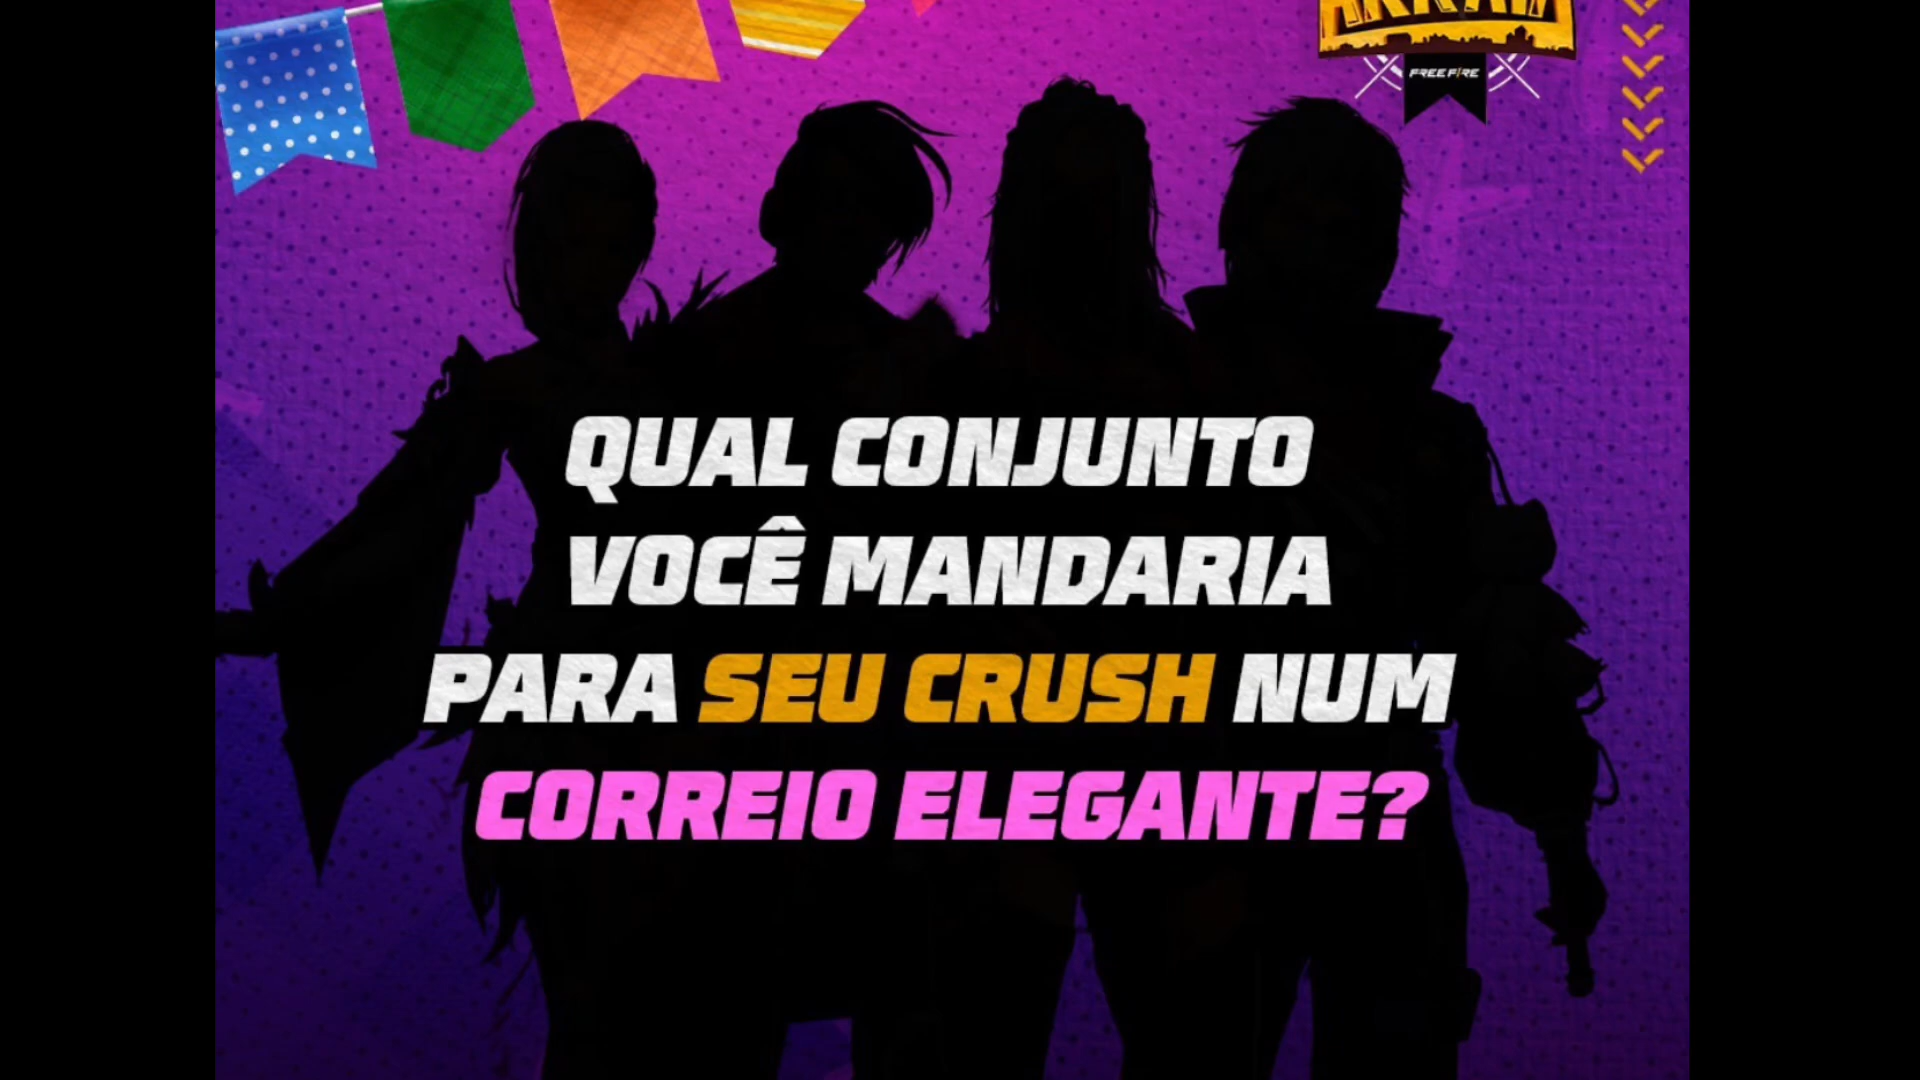 FREE FIRE
QUAL CONJUNTO
VOCÊ MANDARIA
PARA SEU CRUSH NUM
CORREIO ELEGANTE?